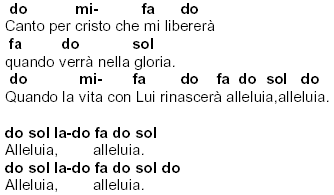 do mi- fa do
Canto per cristo che mi libererà
fa do sol
quando verrà nella gloria.
do mi- fa do fa do sol do
Quando la vita con Lui rinascerà alleluia,alleluia.
do sol la-do fa do sol
Alleluia, alleluia.
do sol la-do fa do sol do
Alleluia, alleluia.